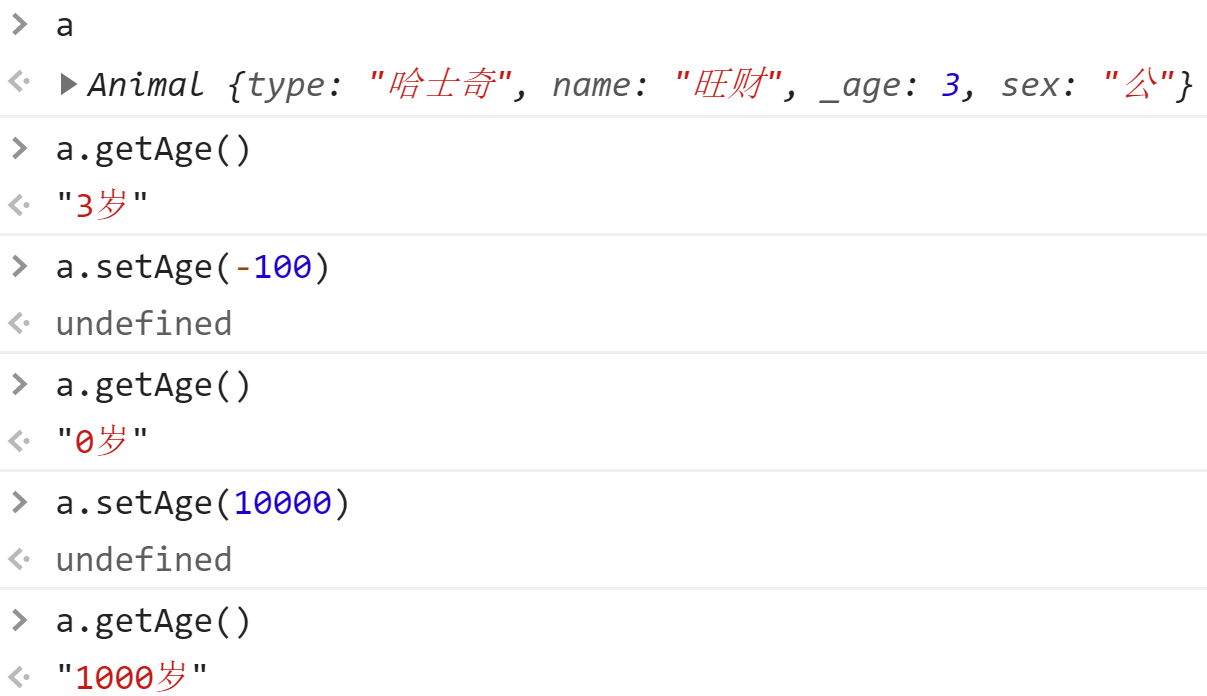 > a
Animal {type: "哈士奇", name: "旺财", _age: 3, sex: "公"}
> a.getAge()
"3岁"
> a.setAge(-100)
undefined
> a.getAge()
"0岁"
> a.setAge(10000)
undefined
> a.getAge()
"1000岁"